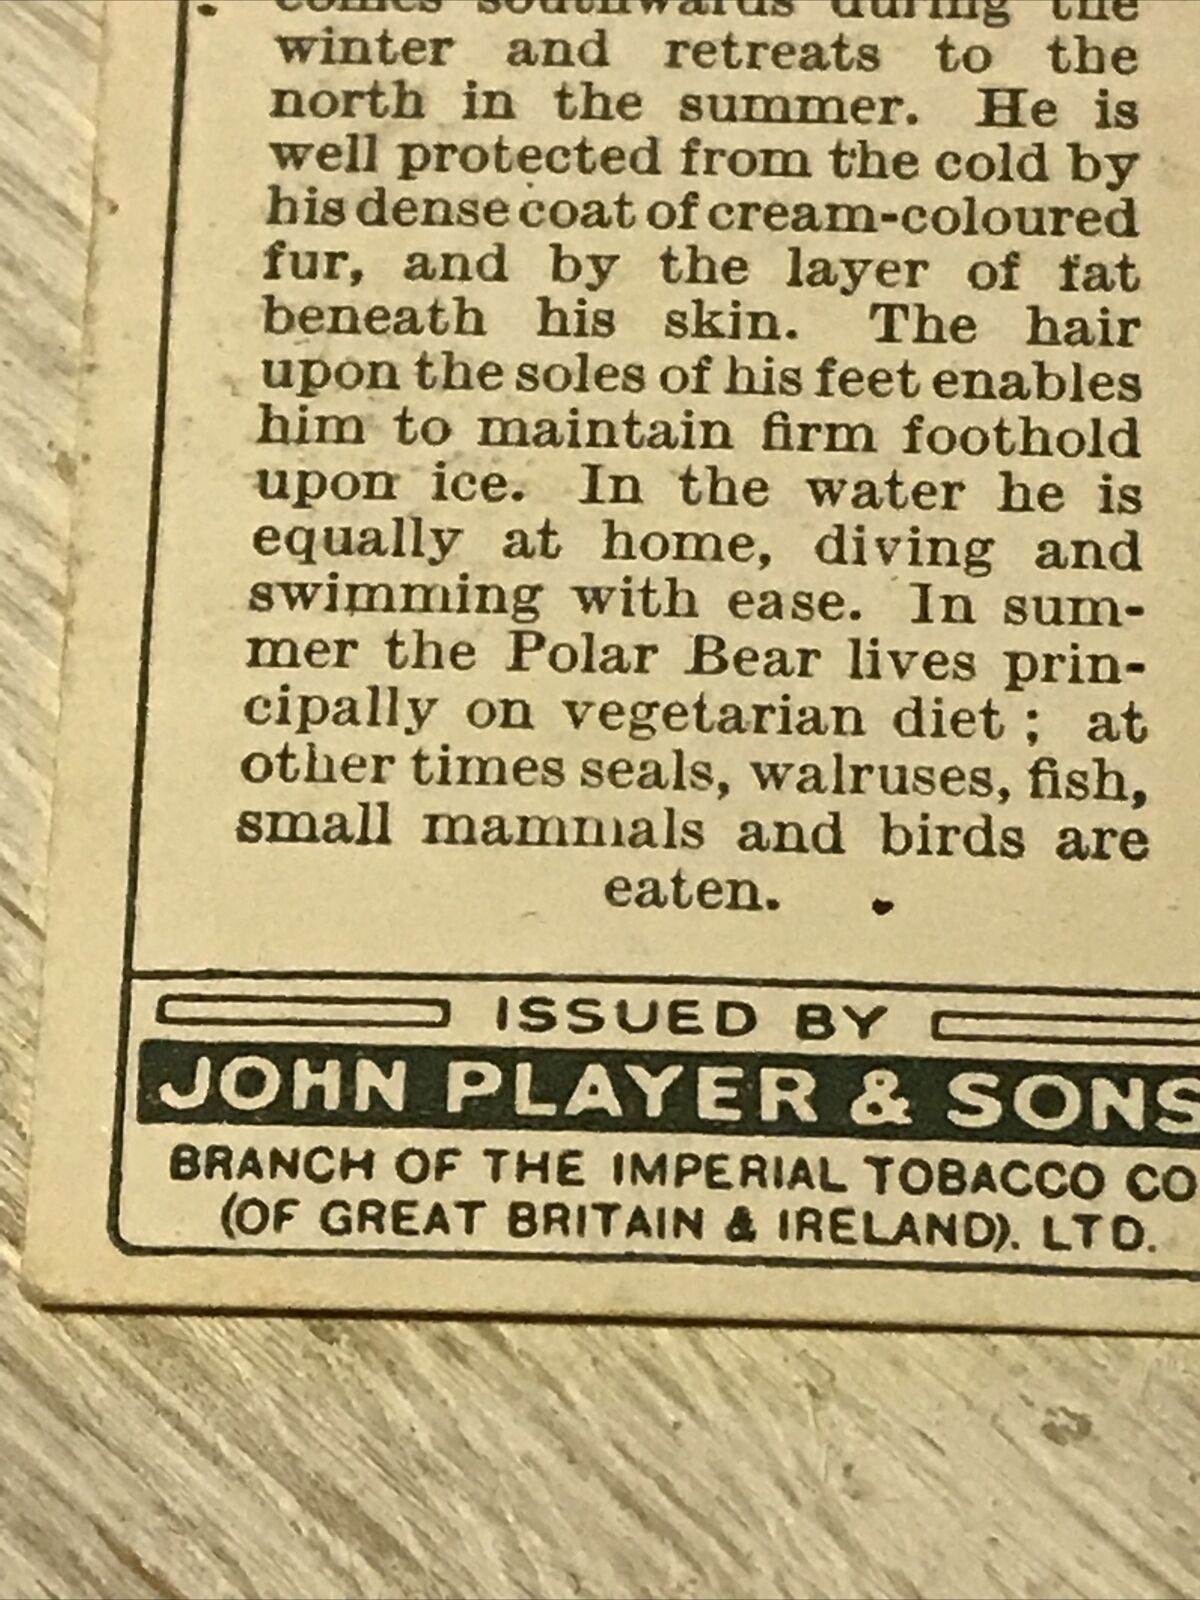 comes southwards during the
winter and retreats to the
north in the summer. He is
well protected from the cold by
his dense coat of cream-coloured
fur, and by the layer of fat
beneath his skin. The hair
upon the soles of his feet enables
him to maintain firm foothold
upon ice. In the water he is
equally at home, diving and
swimming with ease. In sum-
mer the Polar Bear lives prin-
cipally on vegetarian diet ; at
other times seals, walruses, fish,
small mammals and birds are
eaten.
ISSUED BY
JOHN PLAYER & SONS
BRANCH OF THE IMPERIAL TOBACCO CO
(OF GREAT BRITAIN & IRELAND). LTD.